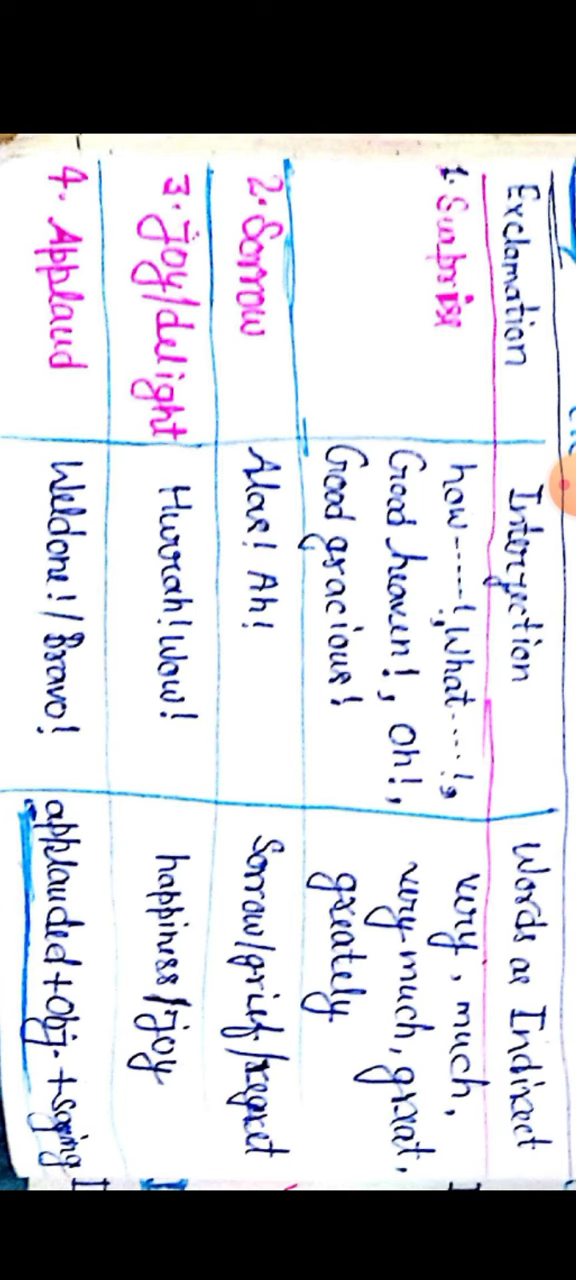 Exclamation Interjection Words as Indirect
1. Surprise how-----!, What----!, very, much,
Good heaven!, Oh!, very much, great,
Good gracious! greately
2. Sorrow Alas! Ah! Sorrow/grief/regret
3. Joy/delight Hurrah! Wow! happiness/joy
4. Applaud Weldone!/Bravo! applauded+Obj.+saying